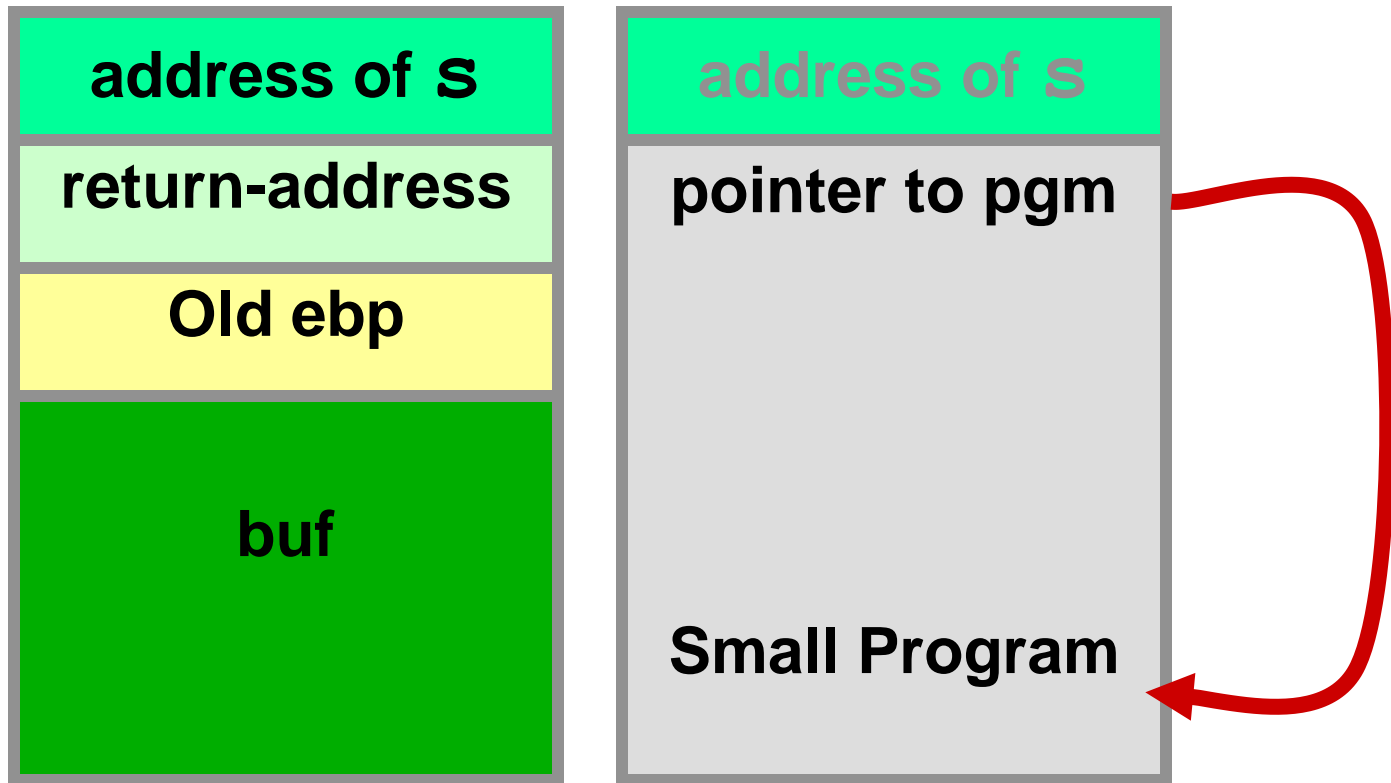 address of s
return-address
Old ebp
buf
address of s
pointer to pgm
Small Program